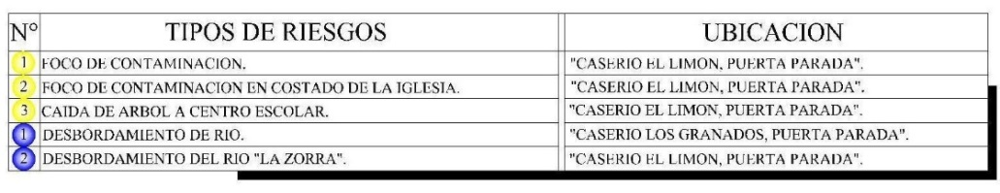 N° TIPOS DE RIESGOS UBICACION
1 FOCO DE CONTAMINACION. "CASERIO EL LIMON, PUERTA PARADA".
2 FOCO DE CONTAMINACION EN COSTADO DE LA IGLESIA. "CASERIO EL LIMON, PUERTA PARADA".
3 CAIDA DE ARBOL A CENTRO ESCOLAR. "CASERIO EL LIMON, PUERTA PARADA".
1 DESBORDAMIENTO DE RIO. "CASERIO LOS GRANADOS, PUERTA PARADA".
2 DESBORDAMIENTO DEL RIO "LA ZORRA". "CASERIO EL LIMON, PUERTA PARADA".